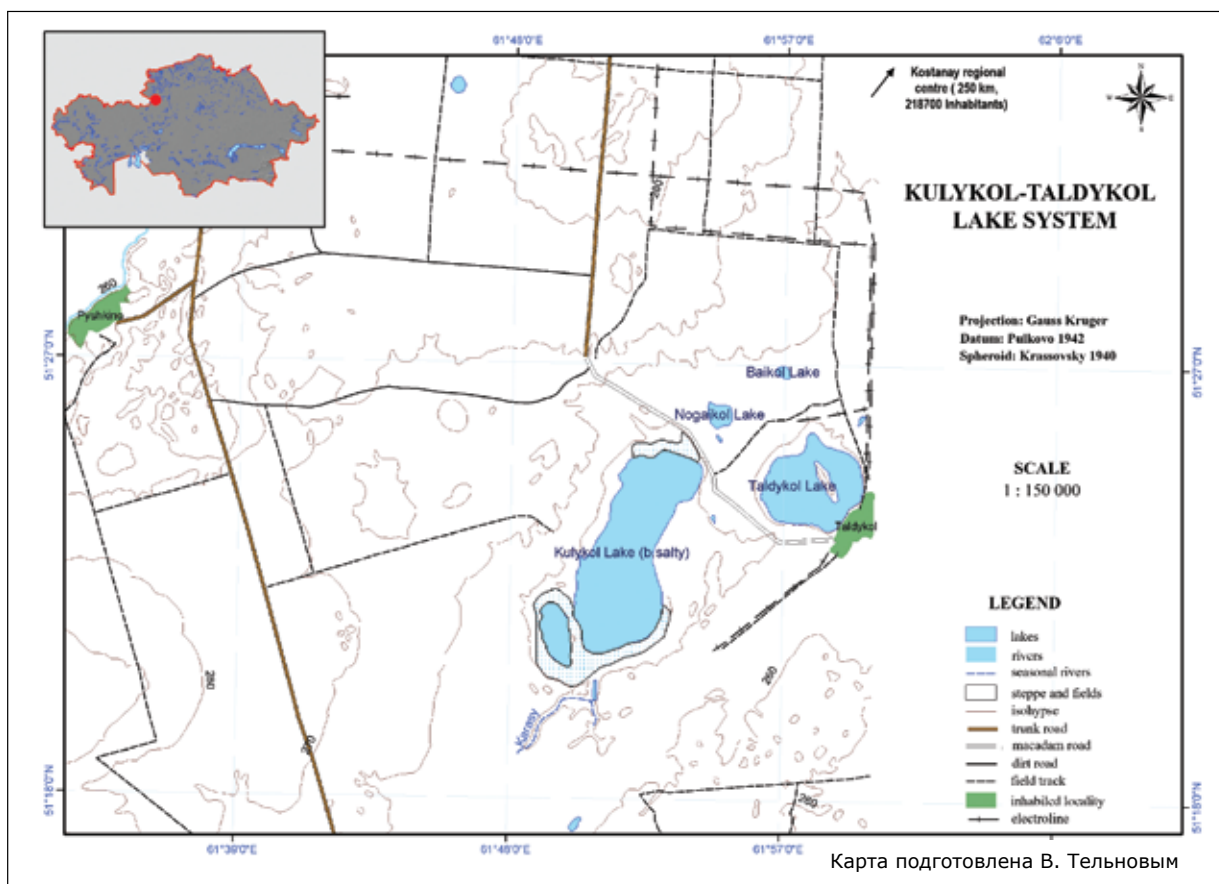 61°48'0"E
61°57'0"E
62°6'0"E
Kostanay regional
centre ( 250 km,
218700 Inhabitants)
N
W
E
S
KULYKOL-TALDYKOL
LAKE SYSTEM
260
260
Pyshkino
Projection: Gauss Kruger
Datum: Pulkovo 1942
Spheroid: Krassovsky 1940
51°27'0"N
51°27'0"N
Baikol Lake
Nogaikol Lake
SCALE
1 : 150 000
Taldykol Lake
Taldykol
Kulykol Lake (b.salty)
LEGEND
lakes
rivers
seasonal rivers
steppe and fields
isohypse
trunk road
macadam road
dirt road
field track
inhabited locality
electroline
260
260
Karasy
260
51°18'0"N
51°18'0"N
61°39'0"E
61°48'0"E
61°57'0"E
Карта подготовлена В. Тельновым